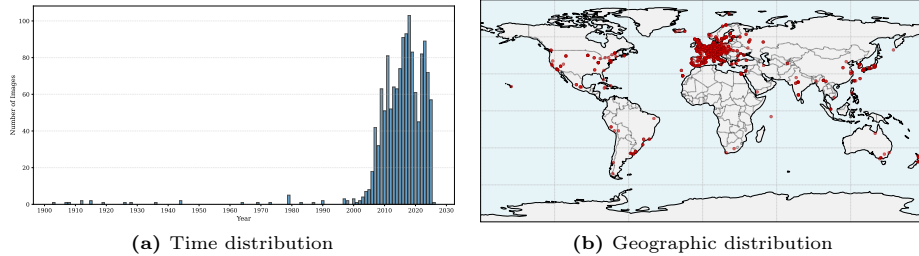 100
80
60
40
20
0
Number of Images
1900 1910 1920 1930 1940 1950 1960 1970 1980 1990 2000 2010 2020 2030
Year
(a) Time distribution
(b) Geographic distribution